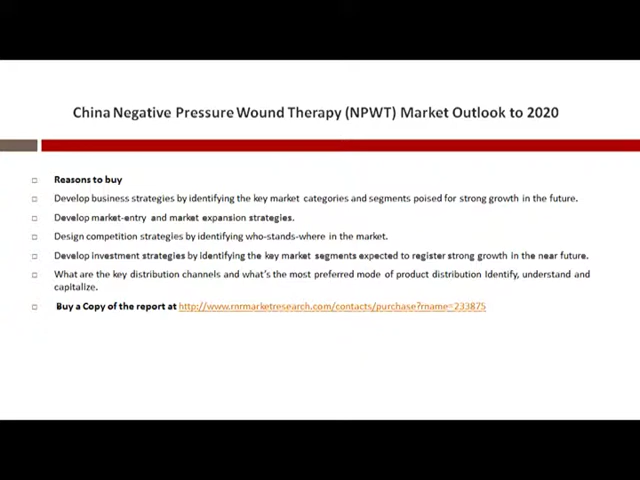 China Negative Pressure Wound Therapy (NPWT) Market Outlook to 2020
Reasons to buy
Develop business strategies by identifying the key market categories and segments poised for strong growth in the future.
Develop market-entry and market expansion strategies.
Design competition strategies by identifying who-stands-where in the market.
Develop investment strategies by identifying the key market segments expected to register strong growth in the near future.
What are the key distribution channels and what's the most preferred mode of product distribution Identify, understand and
capitalize.
Buy a Copy of the report at http://www.rnrmarketresearch.com/contacts/purchase?rname=233875